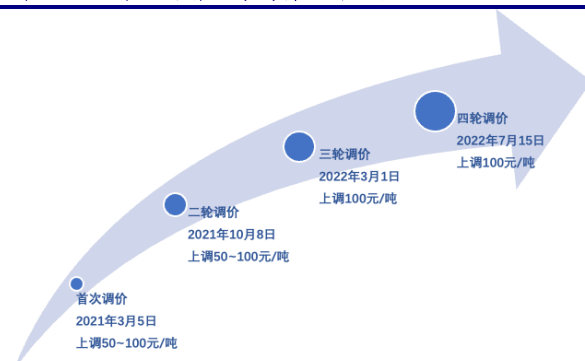 首次调价
2021年3月5日
上调50~100元/吨
二轮调价
2021年10月8日
上调50~100元/吨
三轮调价
2022年3月1日
上调100元/吨
四轮调价
2022年7月15日
上调100元/吨